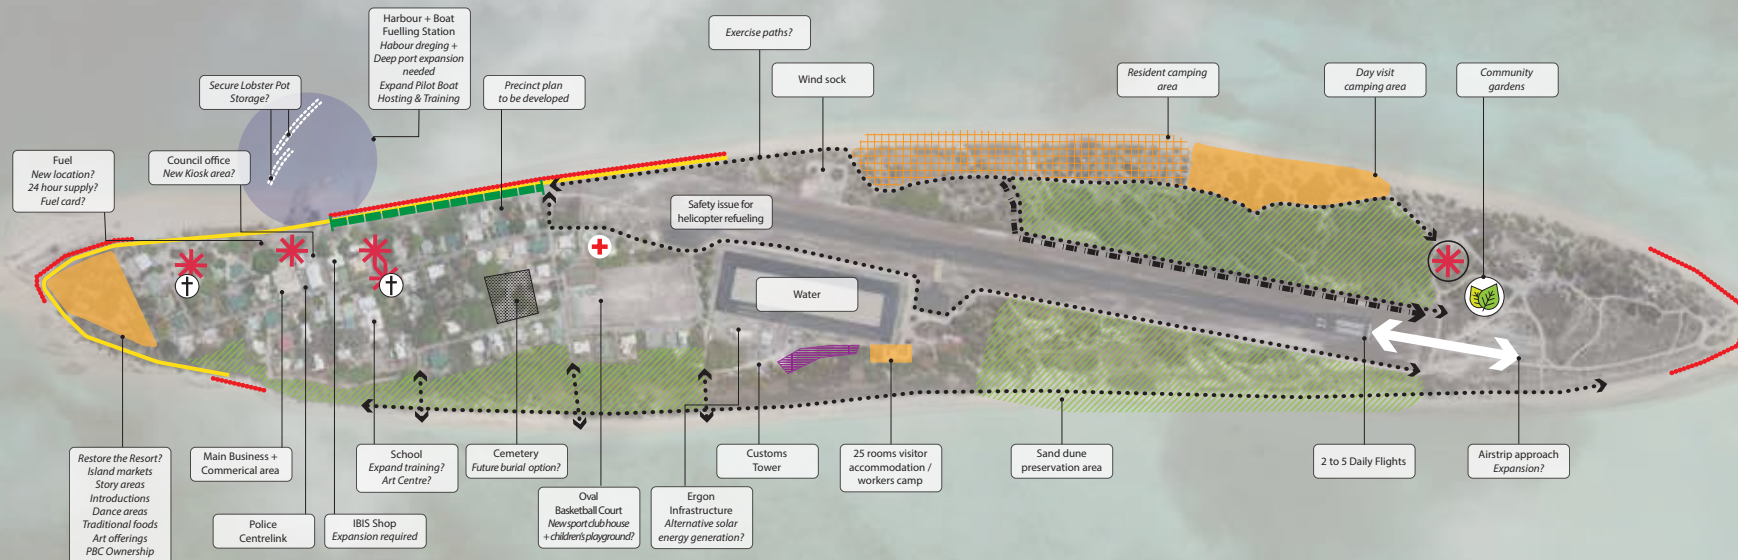 Harbour + Boat
Fuelling Station
Habour dreging +
Deep port expansion
needed
Expand Pilot Boat
Hosting & Training
Exercise paths?
Secure Lobster Pot
Storage?
Precinct plan
to be developed
Wind sock
Resident camping
area
Day visit
camping area
Community
gardens
Fuel
New location?
24 hour supply?
Fuel card?
Council office
New Kiosk area?
Safety issue for
helicopter refueling
Water
Restore the Resort?
Island markets
Story areas
Introductions
Dance areas
Traditional foods
Art offerings
PBC Ownership
Main Business +
Commerical area
Police
Centrelink
IBIS Shop
Expansion required
School
Expand training?
Art Centre?
Cemetery
Future burial option?
Oval
Basketball Court
New sport clubhouse
+ children's playground?
Ergon
Infrastructure
Alternative solar
energy generation?
Customs
Tower
25 rooms visitor
accommodation /
workers camp
Sand dune
preservation area
2 to 5 Daily Flights
Airstrip approach
Expansion?